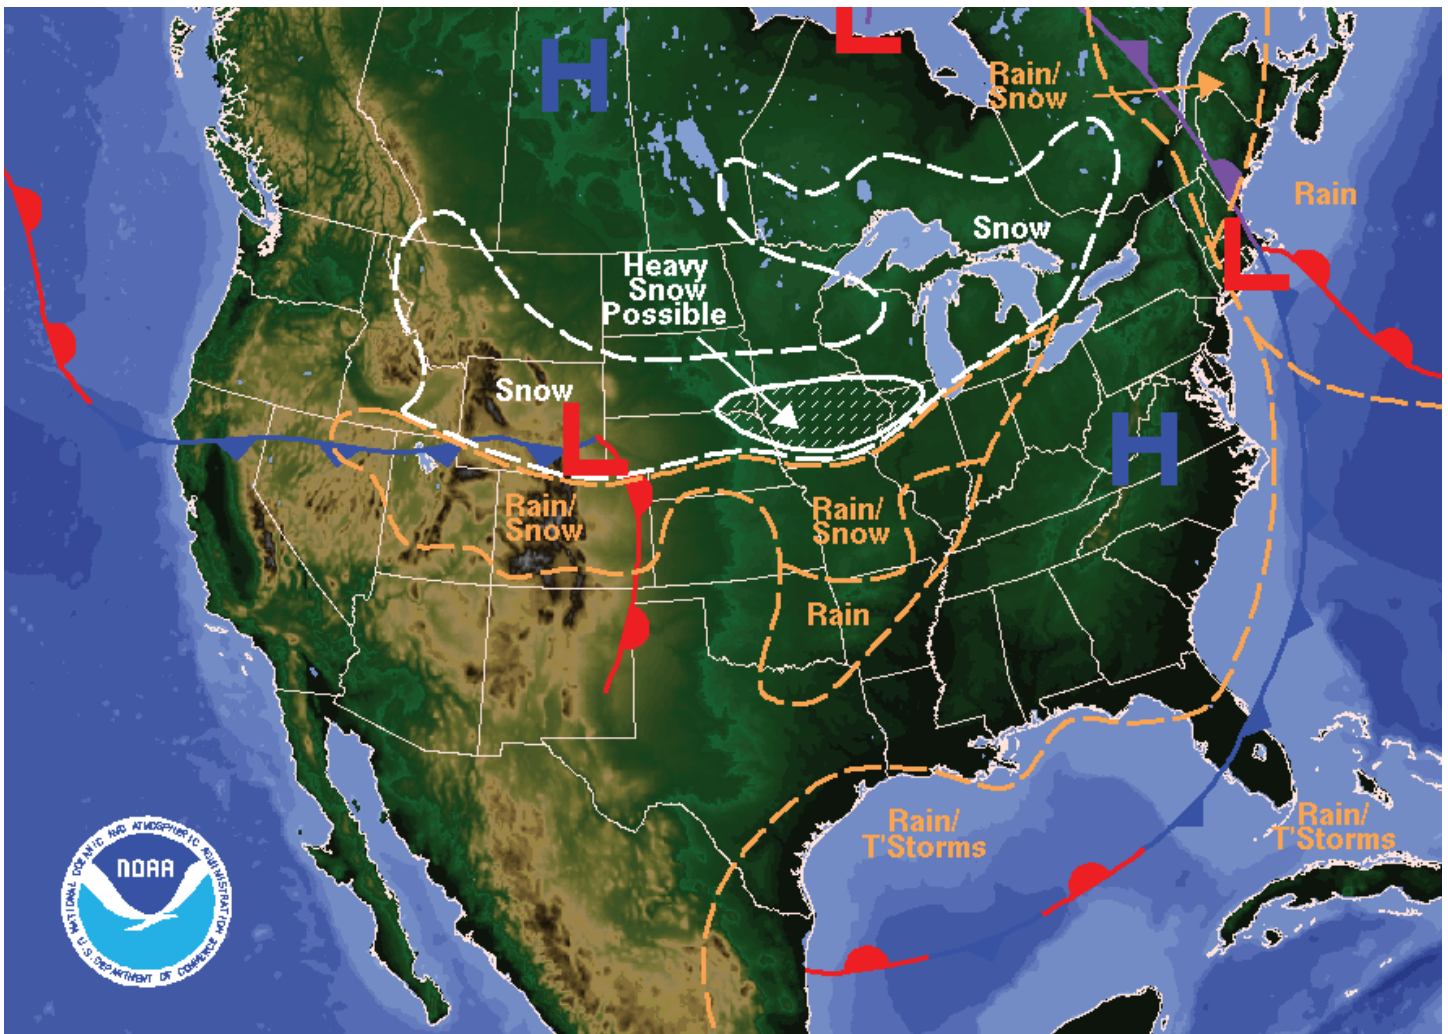 L
H
Rain/
Snow
Rain
Snow
L
Heavy
Snow
Possible
Snow
L
H
Rain/
Snow
Rain/
Snow
Rain
Rain/
T'Storms
Rain/
T'Storms
NATIONAL OCEANIC AND ATMOSPHERIC ADMINISTRATION
NOAA
U.S. DEPARTMENT OF COMMERCE